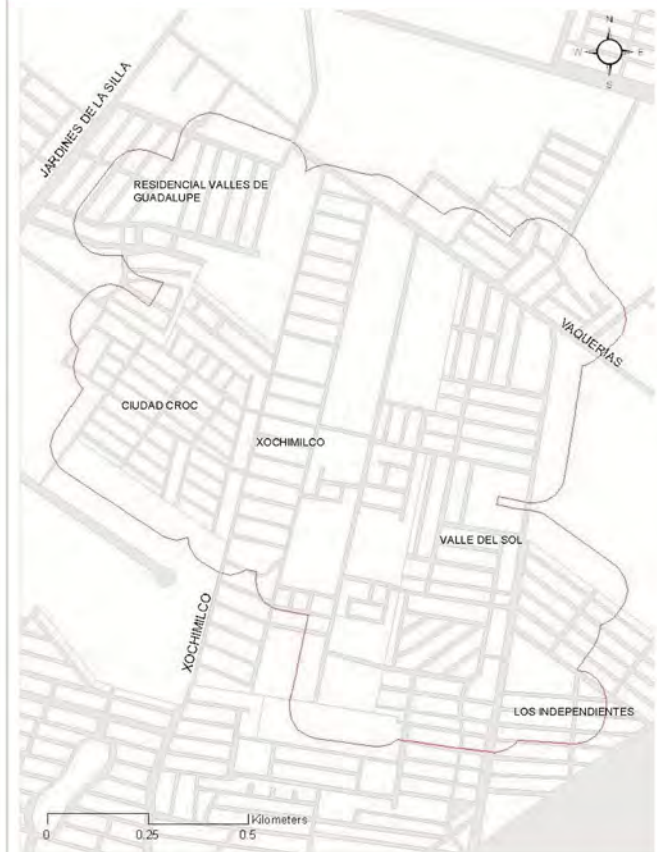 N
W
E
S
JARDINES DE LA SILLA
RESIDENCIAL VALLES DE
GUADALUPE
VAQUERÍAS
CIUDAD CROC
XOCHIMILCO
VALLE DEL SOL
XOCHIMILCO
LOS INDEPENDIENTES
Kilometers
0
0.25
0.5